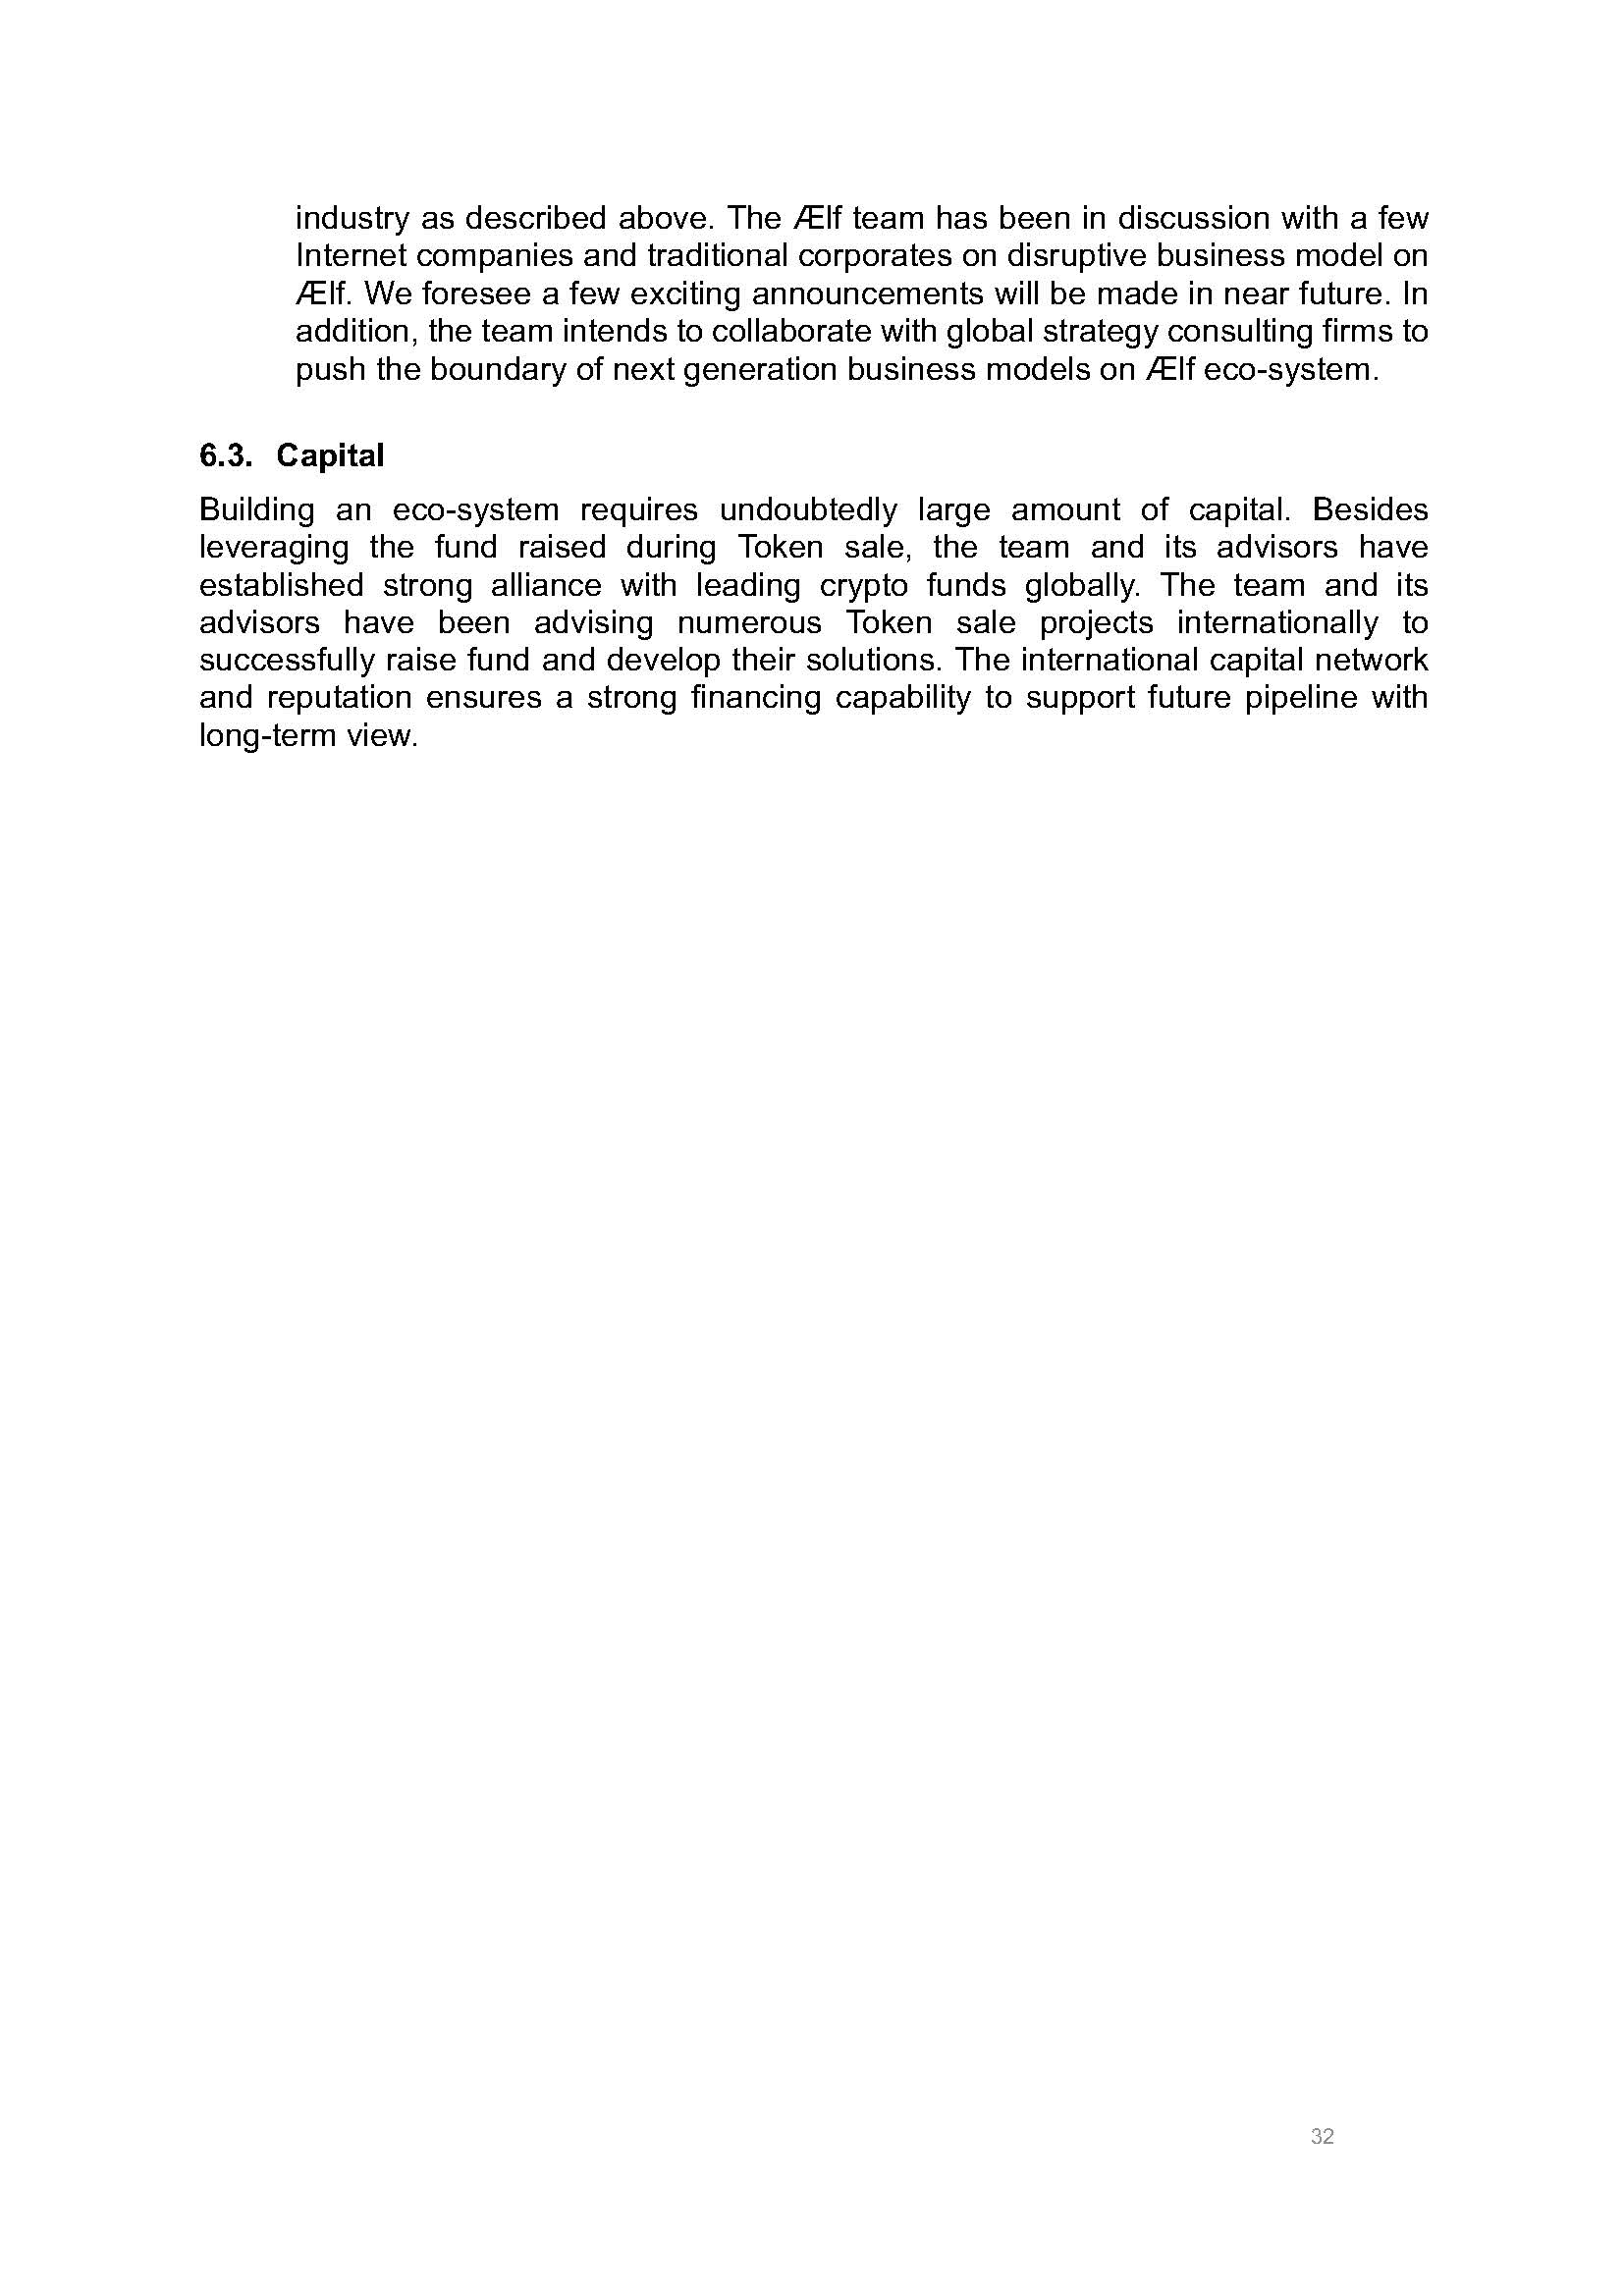 industry as described above. The Ælf team has been in discussion with a few
Internet companies and traditional corporates on disruptive business model on
Ælf. We foresee a few exciting announcements will be made in near future. In
addition, the team intends to collaborate with global strategy consulting firms to
push the boundary of next generation business models on Ælf eco-system.
6.3. Capital
Building an eco-system requires undoubtedly large amount of capital. Besides
leveraging the fund raised during Token sale, the team and its advisors have
established strong alliance with leading crypto funds globally. The team and its
advisors have been advising numerous Token sale projects internationally to
successfully raise fund and develop their solutions. The international capital network
and reputation ensures a strong financing capability to support future pipeline with
long-term view.
32